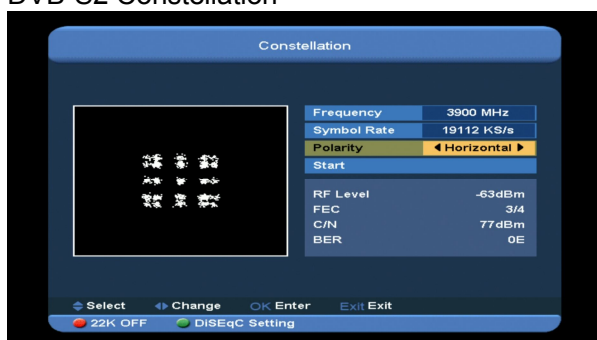 DVB-S2 Constellation
Constellation
Frequency 3900 MHz
Symbol Rate 19112 KS/s
Polarity Horizontal
Start
RF Level -63dBm
FEC 3/4
C/N 77dBm
BER 0E
Select Change OK Enter Exit Exit
22K OFF DiSEqC Setting